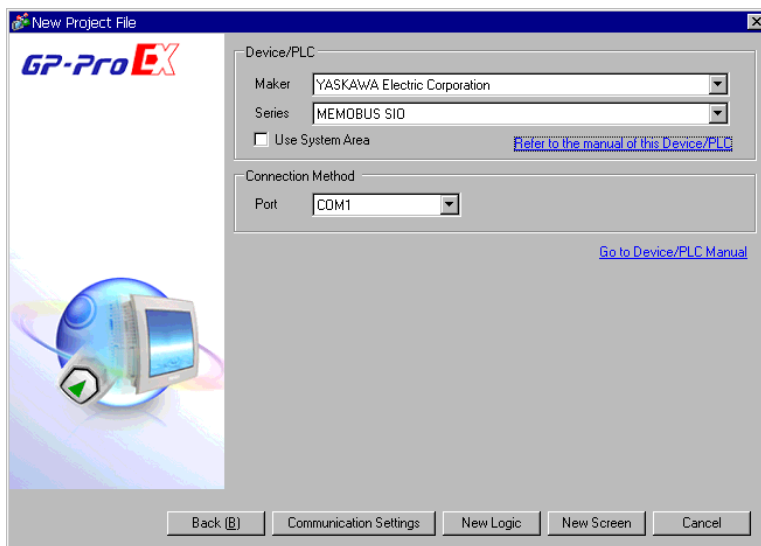 New Project File
GP-Pro EX
Device/PLC
Maker YASKAWA Electric Corporation
Series MEMOBUS SIO
Use System Area Refer to the manual of this Device/PLC
Connection Method
Port COM1
Go to Device/PLC Manual
Back (B) Communication Settings New Logic New Screen Cancel